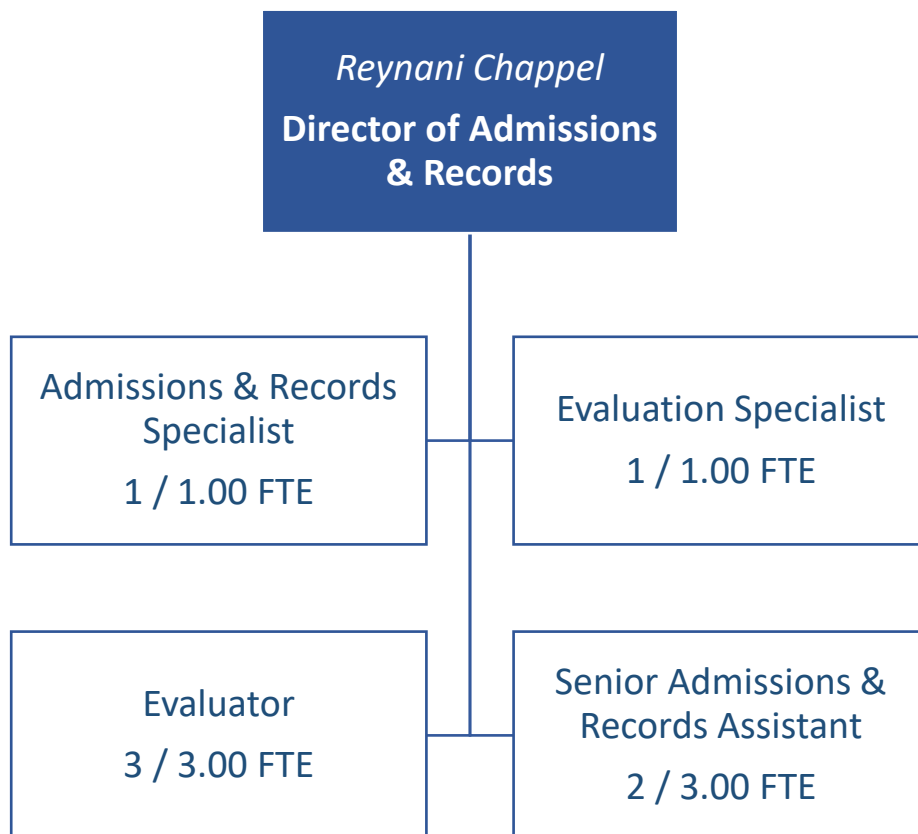 Reynani Chappel
Director of Admissions
& Records
Admissions & Records
Specialist
1 / 1.00 FTE
Evaluation Specialist
1 / 1.00 FTE
Evaluator
3 / 3.00 FTE
Senior Admissions &
Records Assistant
2 / 3.00 FTE